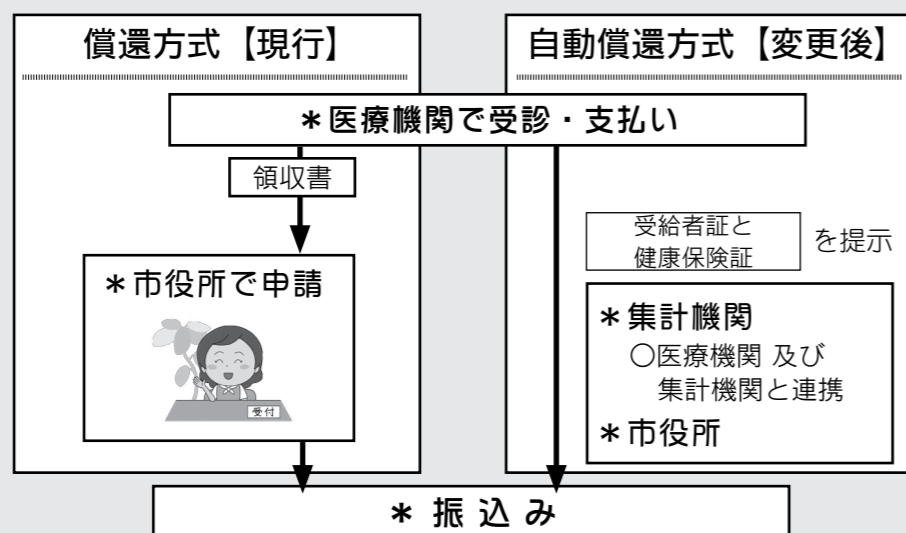 償還方式【現行】
自動償還方式【変更後】
＊医療機関で受診・支払い
領収書
＊市役所で申請
受付
受給者証と
健康保険証
を提示
＊集計機関
○医療機関 及び
集計機関と連携
＊市役所
＊ 振 込 み